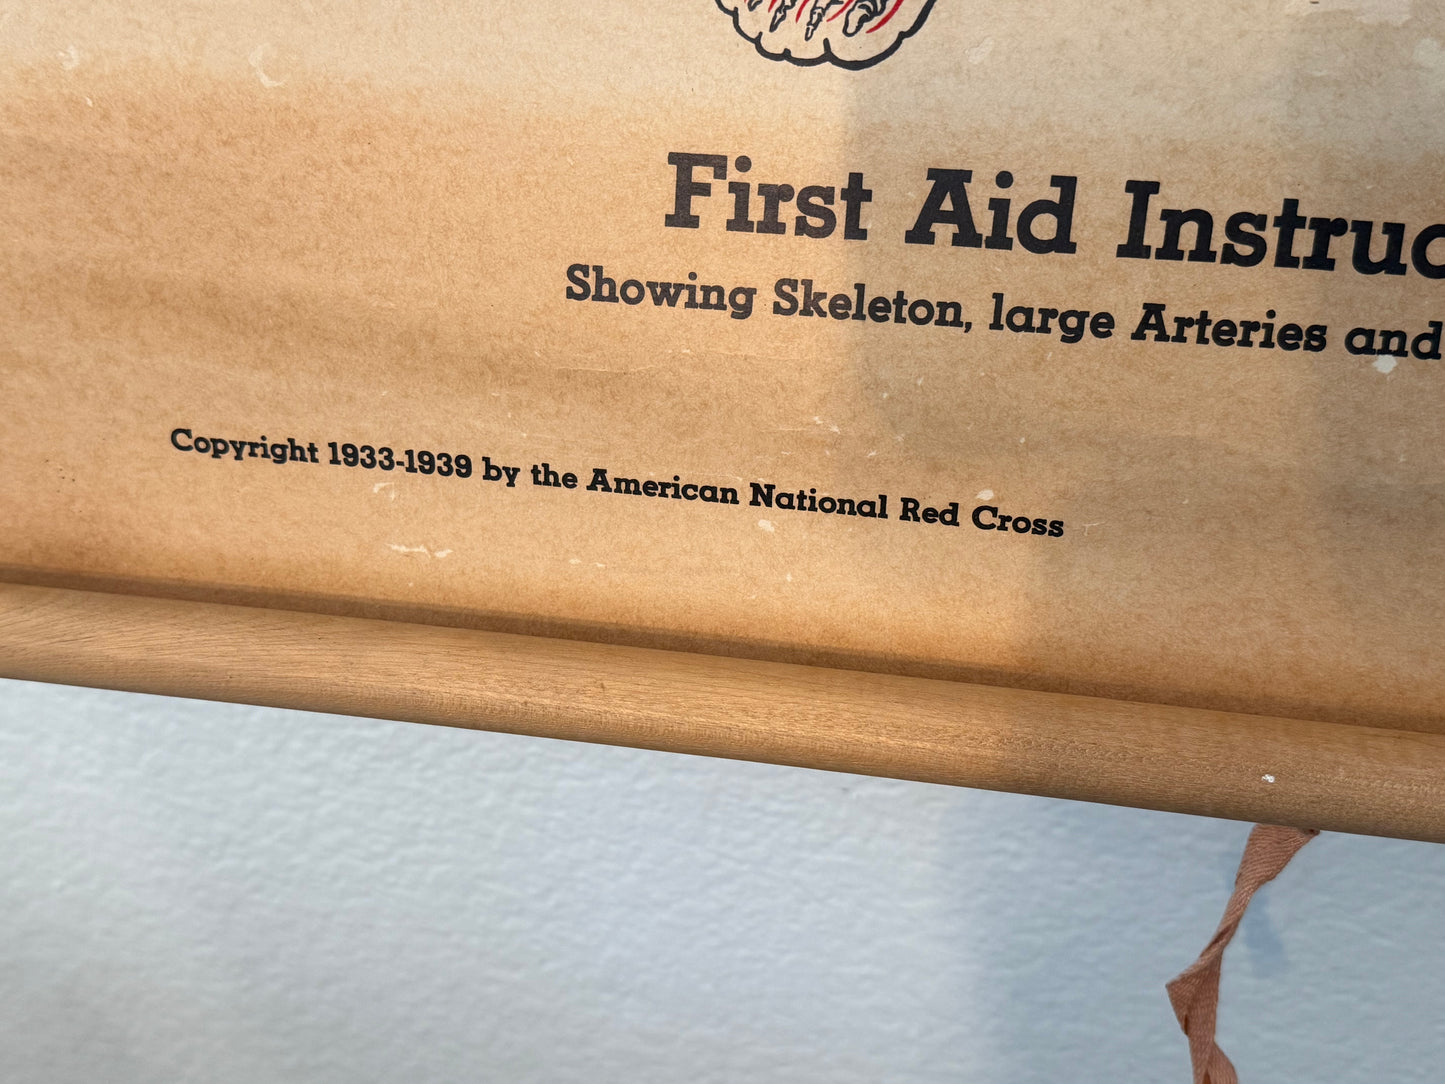 First Aid Instruc
Showing Skeleton, large Arteries and
Copyright 1933-1939 by the American National Red Cross